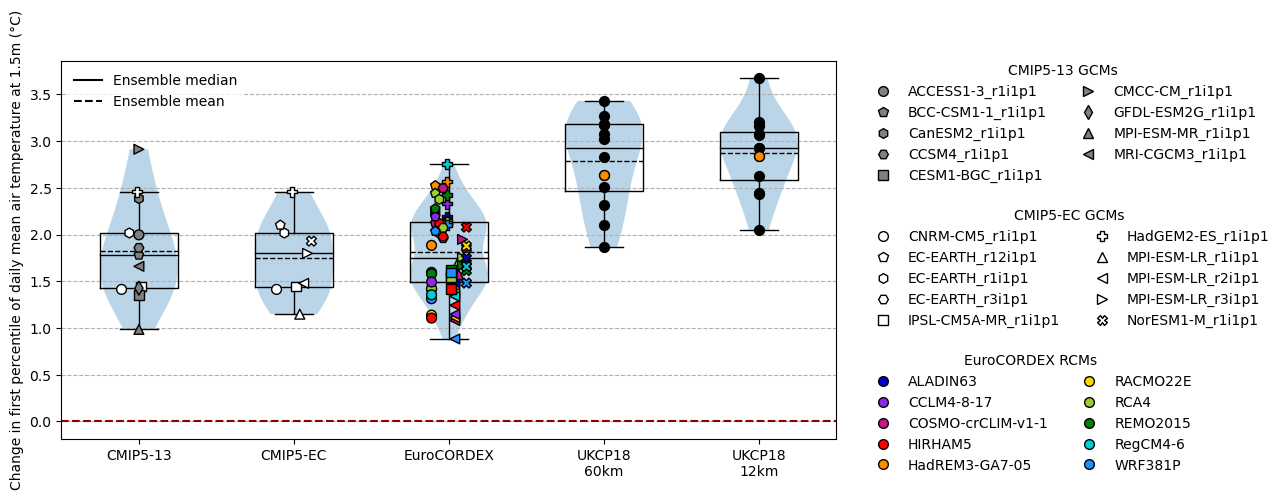 Change in first percentile of daily mean air temperature at 1.5m (°C)
Ensemble median
Ensemble mean
3.5
3.0
2.5
2.0
1.5
1.0
0.5
0.0
CMIP5-13
CMIP5-EC
EuroCORDEX
UKCP18
60km
UKCP18
12km
CMIP5-13 GCMs
ACCESS1-3_r1i1p1
BCC-CSM1-1_r1i1p1
CanESM2_r1i1p1
CCSM4_r1i1p1
CESM1-BGC_r1i1p1
CMCC-CM_r1i1p1
GFDL-ESM2G_r1i1p1
MPI-ESM-MR_r1i1p1
MRI-CGCM3_r1i1p1
CMIP5-EC GCMs
CNRM-CM5_r1i1p1
EC-EARTH_r12i1p1
EC-EARTH_r1i1p1
EC-EARTH_r3i1p1
IPSL-CM5A-MR_r1i1p1
HadGEM2-ES_r1i1p1
MPI-ESM-LR_r1i1p1
MPI-ESM-LR_r2i1p1
MPI-ESM-LR_r3i1p1
NorESM1-M_r1i1p1
EuroCORDEX RCMs
ALADIN63
CCLM4-8-17
COSMO-crCLIM-v1-1
HIRHAM5
HadREM3-GA7-05
RACMO22E
RCA4
REMO2015
RegCM4-6
WRF381P